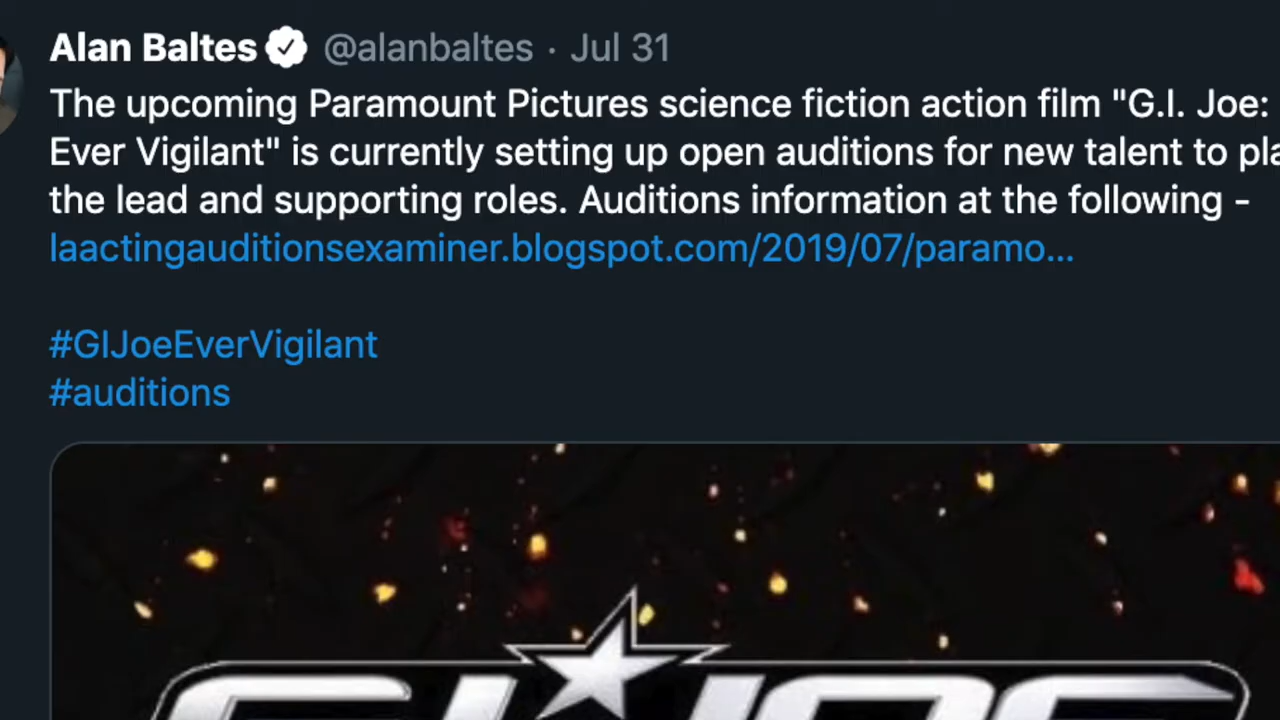 Alan Baltes @alanbaltes · Jul 31
The upcoming Paramount Pictures science fiction action film "G.I. Joe:
Ever Vigilant" is currently setting up open auditions for new talent to
the lead and supporting roles. Auditions information at the following -
laactingauditionsexaminer.blogspot.com/2019/07/paramo...
#GIJoeEverVigilant
#auditions
G.I.JOE